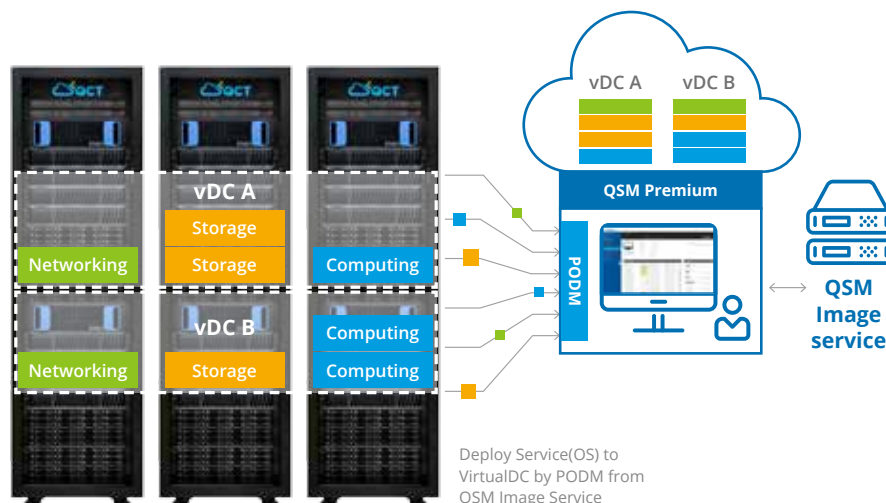 QCT
QCT
QCT
vDC A
Storage
Networking
Storage
Computing
vDC B
Computing
Networking
Storage
Computing
vDC A
vDC B
QSM Premium
PODM
QSM
Image
service
Deploy Service(OS) to
VirtualDC by PODM from
QSM Image Service